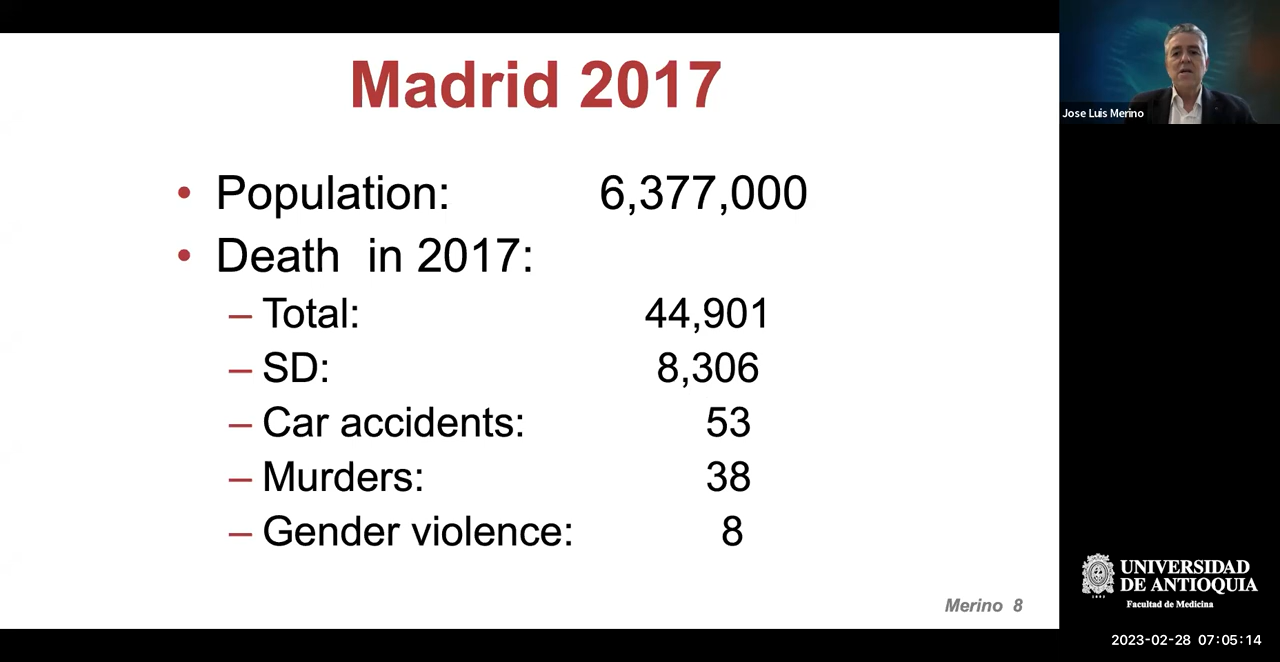 Madrid 2017
• Population: 6,377,000
• Death in 2017:
– Total: 44,901
– SD: 8,306
– Car accidents: 53
– Murders: 38
– Gender violence: 8
Merino 8
Jose Luis Merino
UNIVERSIDAD
DE ANTIOQUIA
1803
Facultad de Medicina
2023-02-28 07:05:14